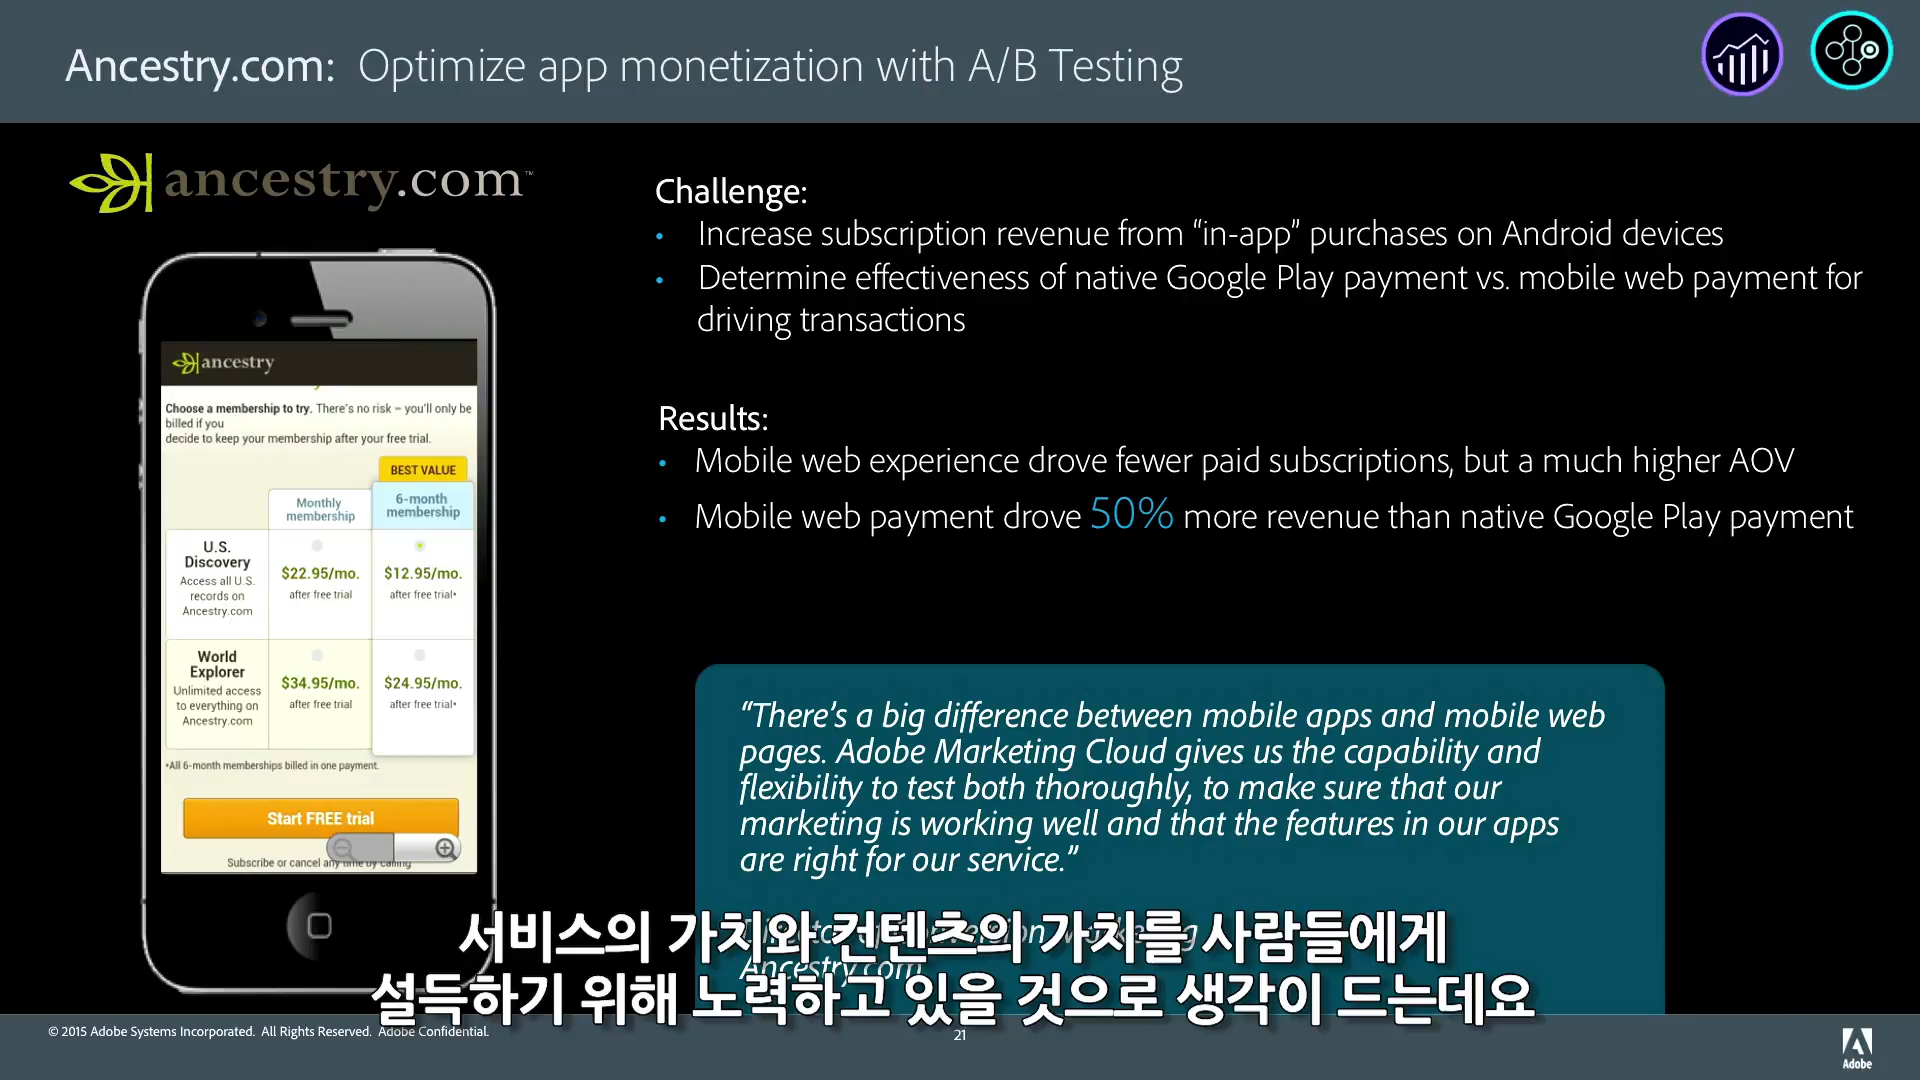 Ancestry.com: Optimize app monetization with A/B Testing
ancestry.com™
Challenge:
• Increase subscription revenue from “in-app” purchases on Android devices
• Determine effectiveness of native Google Play payment vs. mobile web payment for
driving transactions
Results:
• Mobile web experience drove fewer paid subscriptions, but a much higher AOV
• Mobile web payment drove 50% more revenue than native Google Play payment
ancestry
Choose a membership to try. There's no risk – you'll only be
billed if you
decide to keep your membership after your free trial.
BEST VALUE
Monthly
membership
6-month
membership
U.S.
Discovery
Access all U.S.
records on
Ancestry.com
$22.95/mo.
after free trial
$12.95/mo.
after free trial*
World
Explorer
Unlimited access
to everything on
Ancestry.com
$34.95/mo.
after free trial
$24.95/mo.
after free trial*
*All 6-month memberships billed in one payment.
Start FREE trial
Subscribe or cancel any time by calling
“There’s a big difference between mobile apps and mobile web
pages. Adobe Marketing Cloud gives us the capability and
flexibility to test both thoroughly, to make sure that our
marketing is working well and that the features in our apps
are right for our service.”
Ancestry.com
서비스의 가치와 컨텐츠의 가치를 사람들에게
설득하기 위해 노력하고 있을 것으로 생각이 드는데요
© 2015 Adobe Systems Incorporated. All Rights Reserved. Adobe Confidential.
21
Adobe